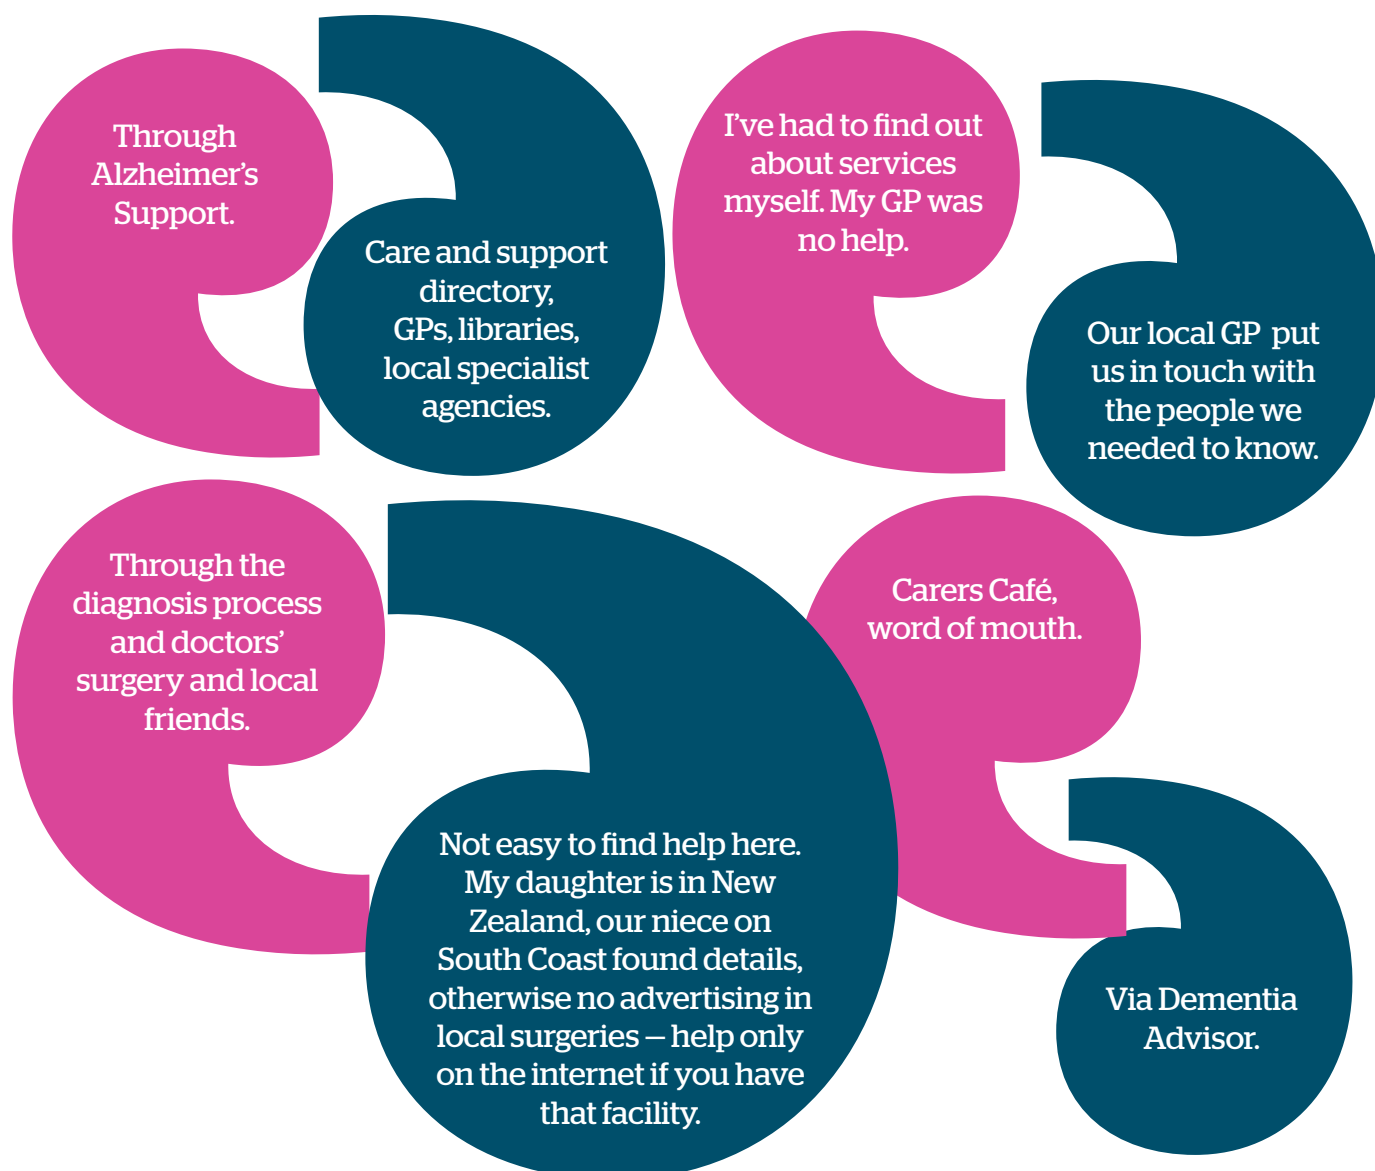 Through
Alzheimer’s
Support.
Care and support
directory,
GPs, libraries,
local specialist
agencies.
I’ve had to find out
about services
myself. My GP was
no help.
Our local GP  put
us in touch with
the people we
needed to know.
Through the
diagnosis process
and doctors’
surgery and local
friends.
Not easy to find help here.
My daughter is in New
Zealand, our niece on
South Coast found details,
otherwise no advertising in
local surgeries — help only
on the internet if you have
that facility.
Carers Café,
word of mouth.
Via Dementia
Advisor.